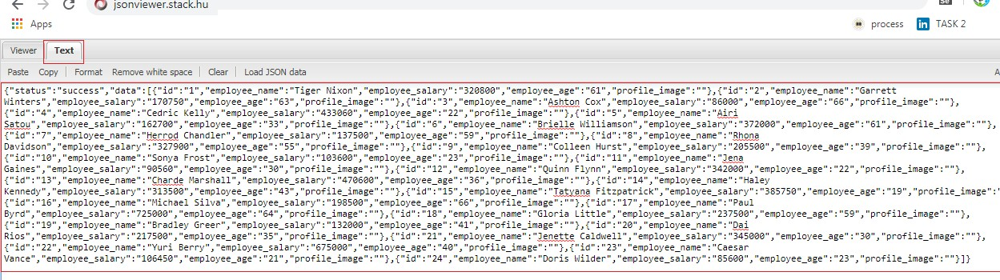 jsonviewer.stack.hu
Se
Apps
process
in
TASK 2
Viewer
Text
Paste Copy Format Remove white space Clear Load JSON data A
{"status":"success","data":[{"id":"1","employee_name":"Tiger Nixon","employee_salary":"320800","employee_age":"61","profile_image":""},{"id":"2","employee_name":"Garrett
Winters","employee_salary":"170750","employee_age":"63","profile_image":""},{"id":"3","employee_name":"Ashton Cox","employee_salary":"86000","employee_age":"66","profile_image":""},
{"id":"4","employee_name":"Cedric Kelly","employee_salary":"433060","employee_age":"22","profile_image":""},{"id":"5","employee_name":"Airi
Satou","employee_salary":"162700","employee_age":"33","profile_image":""},{"id":"6","employee_name":"Brielle Williamson","employee_salary":"372000","employee_age":"61","profile_image":""},
{"id":"7","employee_name":"Herrod Chandler","employee_salary":"137500","employee_age":"59","profile_image":""},{"id":"8","employee_name":"Rhona
Davidson","employee_salary":"327900","employee_age":"55","profile_image":""},{"id":"9","employee_name":"Colleen Hurst","employee_salary":"205500","employee_age":"39","profile_image":""},
{"id":"10","employee_name":"Sonya Frost","employee_salary":"103600","employee_age":"23","profile_image":""},{"id":"11","employee_name":"Jena
Gaines","employee_salary":"90560","employee_age":"30","profile_image":""},{"id":"12","employee_name":"Quinn Flynn","employee_salary":"342000","employee_age":"22","profile_image":""},
{"id":"13","employee_name":"Charde Marshall","employee_salary":"470600","employee_age":"36","profile_image":""},{"id":"14","employee_name":"Haley
Kennedy","employee_salary":"313500","employee_age":"43","profile_image":""},{"id":"15","employee_name":"Tatyana Fitzpatrick","employee_salary":"385750","employee_age":"19","profile_image":"
{"id":"16","employee_name":"Michael Silva","employee_salary":"198500","employee_age":"66","profile_image":""},{"id":"17","employee_name":"Paul
Byrd","employee_salary":"725000","employee_age":"64","profile_image":""},{"id":"18","employee_name":"Gloria Little","employee_salary":"237500","employee_age":"59","profile_image":""},
{"id":"19","employee_name":"Bradley Greer","employee_salary":"132000","employee_age":"41","profile_image":""},{"id":"20","employee_name":"Dai
Rios","employee_salary":"217500","employee_age":"35","profile_image":""},{"id":"21","employee_name":"Jenette Caldwell","employee_salary":"345000","employee_age":"30","profile_image":""},
{"id":"22","employee_name":"Yuri Berry","employee_salary":"675000","employee_age":"40","profile_image":""},{"id":"23","employee_name":"Caesar
Vance","employee_salary":"106450","employee_age":"21","profile_image":""},{"id":"24","employee_name":"Doris Wilder","employee_salary":"85600","employee_age":"23","profile_image":""}]}